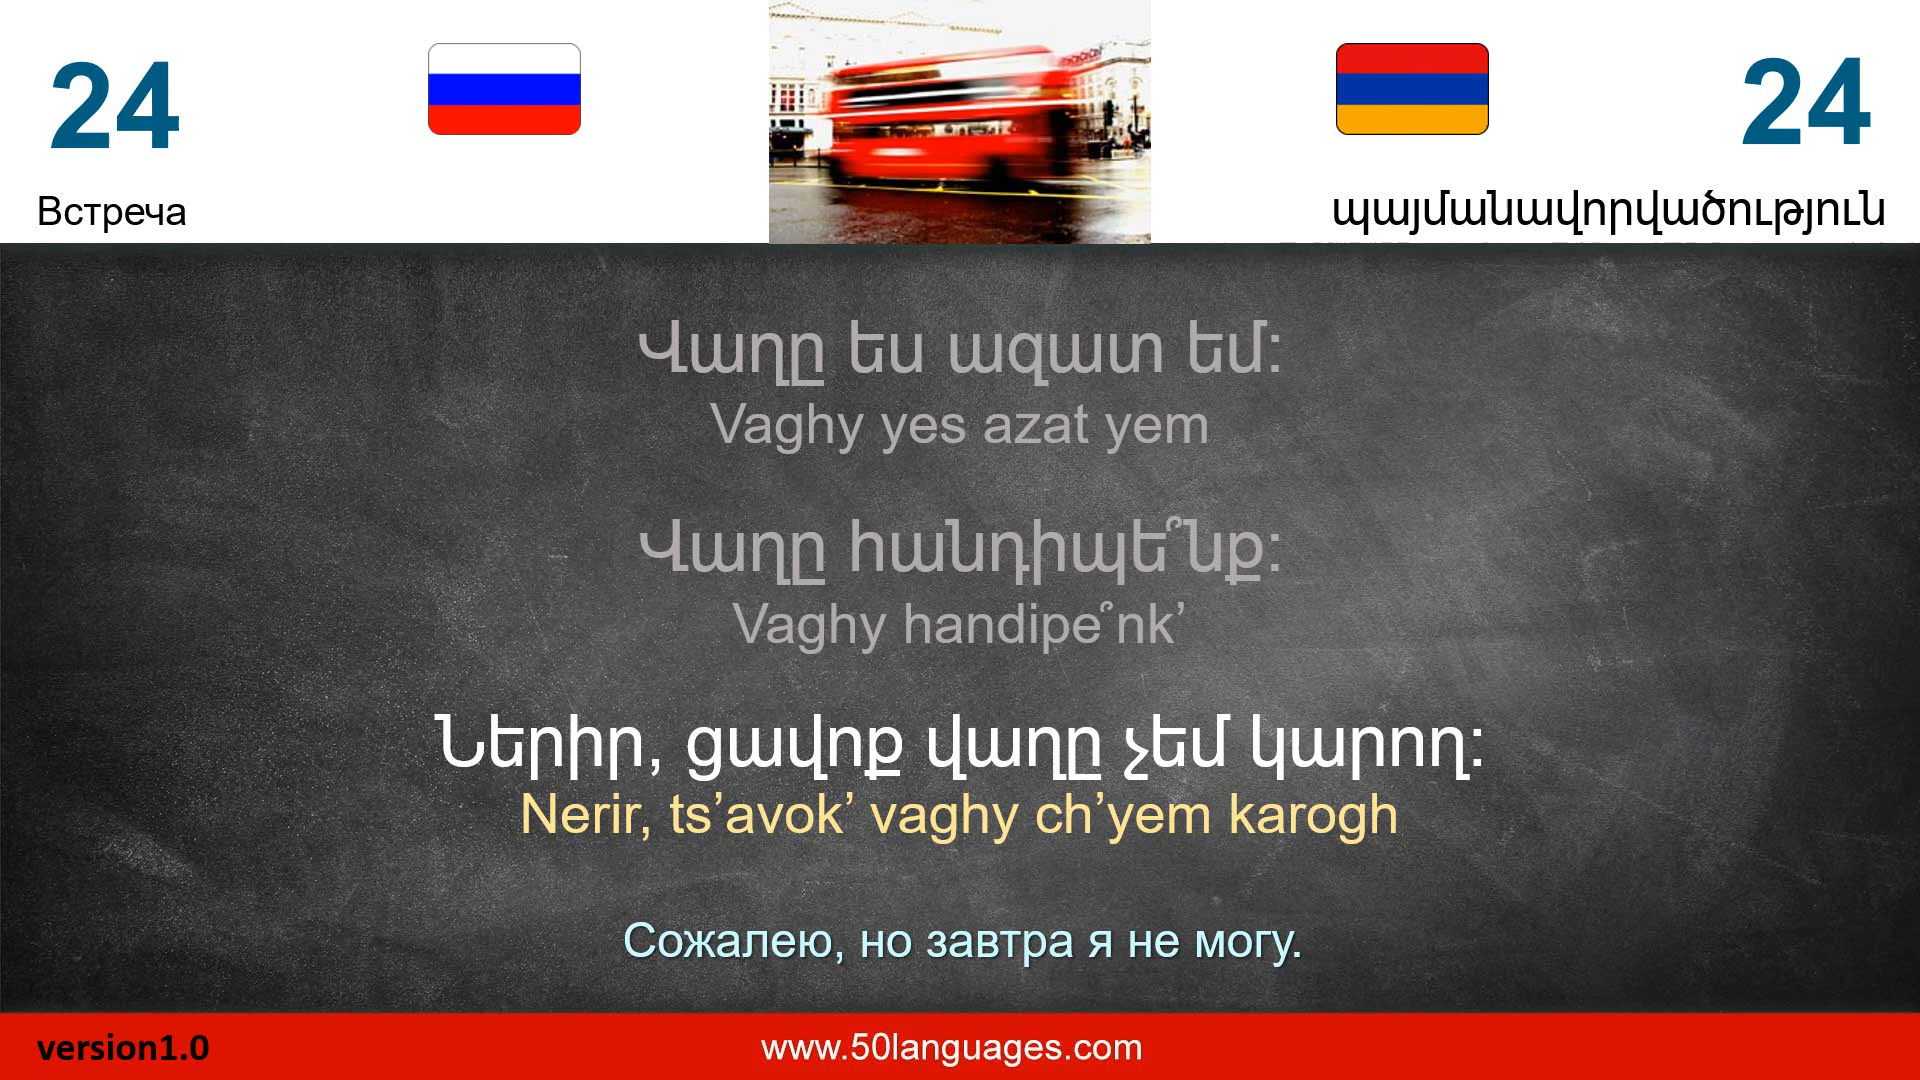 24
24
Встреча
պայմանավորվածություն
Վաղը ես ազատ եմ:
Vaghy yes azat yem
Վաղը հանդիպե՞նք:
Vaghy handipe՞nk’
Ներիր, ցավոք վաղը չեմ կարող:
Nerir, ts’avok’ vaghy ch’yem karogh
Сожалею, но завтра я не могу.
version1.0
www.50languages.com